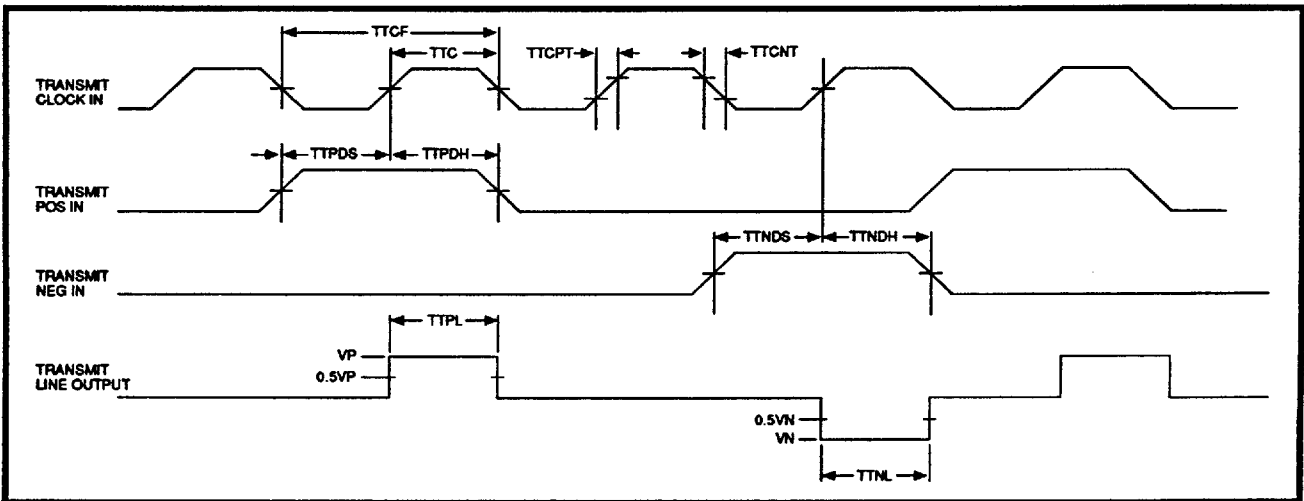 TTCF
TTC
TTCPT
TTCNT
TRANSMIT
CLOCK IN
TTPDS
TTPDH
TRANSMIT
POS IN
TTNDS
TTNDH
TRANSMIT
NEG IN
TTPL
VP
0.5VP
TRANSMIT
LINE OUTPUT
0.5VN
VN
TTNL